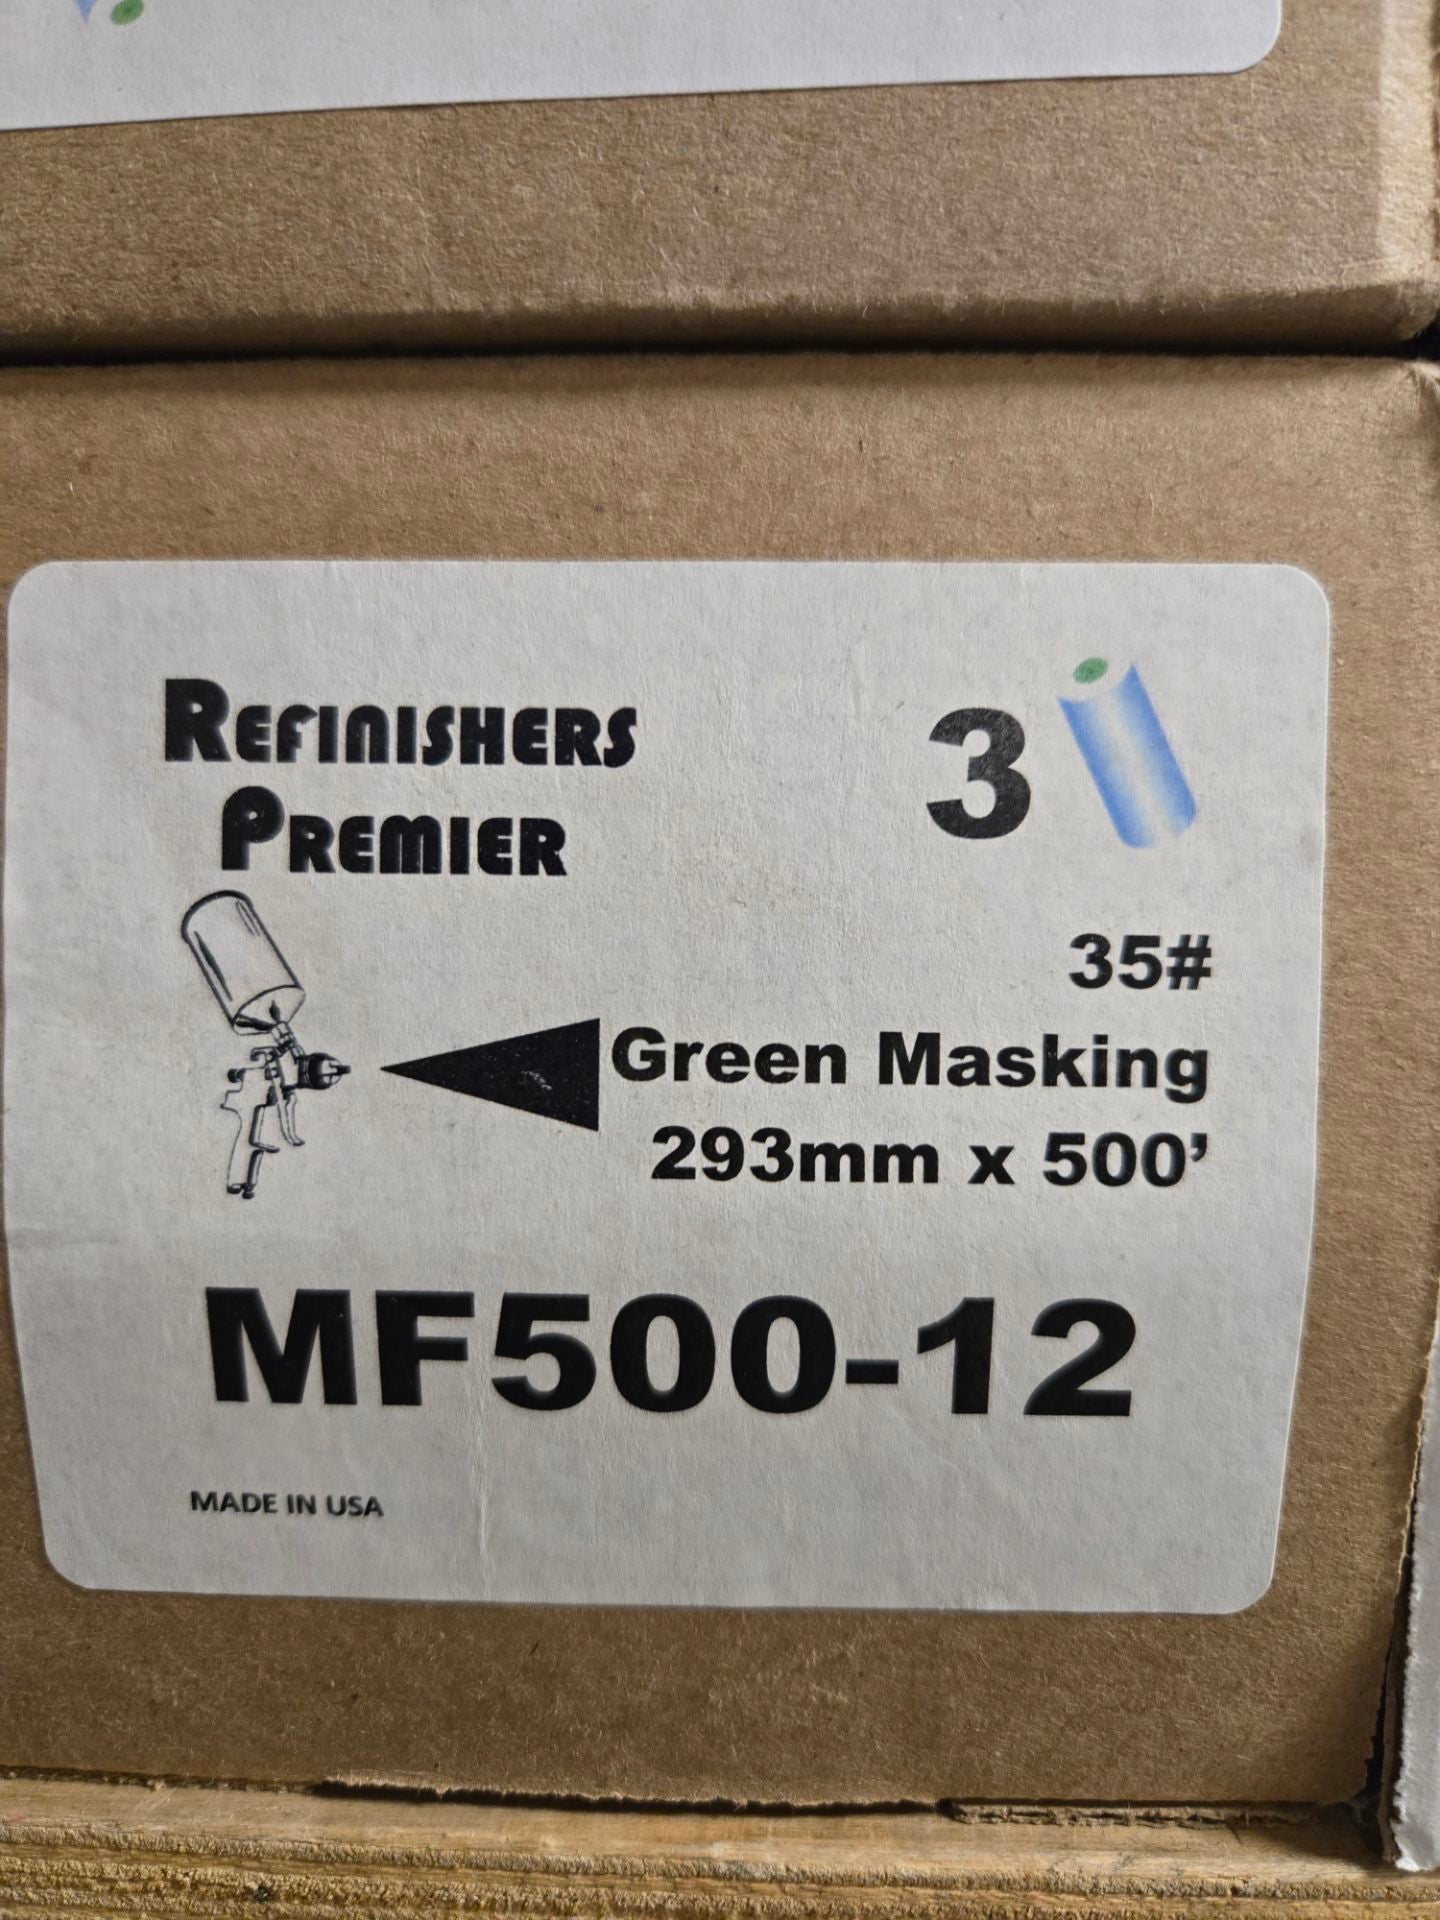 REFINISHERS
PREMIER
3
35#
Green Masking
293mm x 500’
MF500-12
MADE IN USA